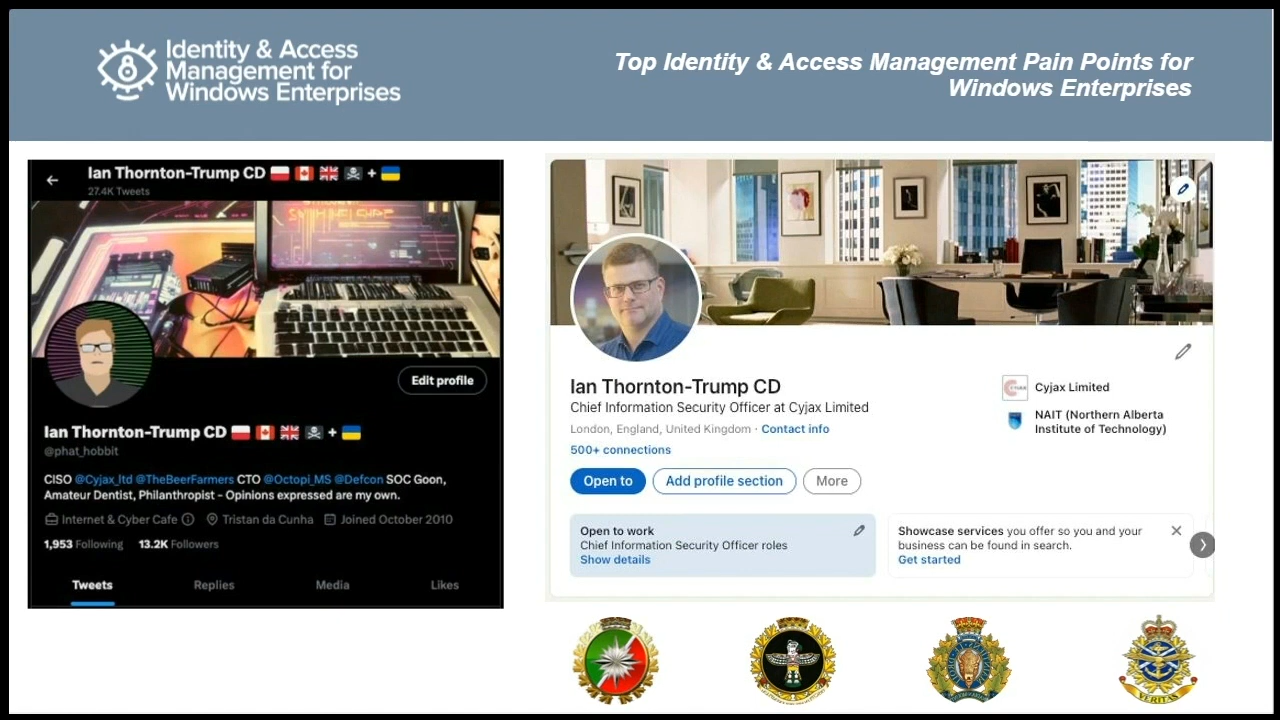 Identity & Access
Management for
Windows Enterprises
Top Identity & Access Management Pain Points for
Windows Enterprises
Ian Thornton-Trump CD 🇵🇱 🇨🇦 🇬🇧 🏴‍☠️ + 🇺🇦
27.4K Tweets
Edit profile
Ian Thornton-Trump CD 🇵🇱 🇨🇦 🇬🇧 🏴‍☠️ + 🇺🇦
@phat_hobbit
CISO @Cyjax_ltd @TheBeerFarmers CTO @Octopi_MS @Defcon SOC Goon,
Amateur Dentist, Philanthropist - Opinions expressed are my own.
Internet & Cyber Cafe Tristan da Cunha Joined October 2010
1,953 Following 13.2K Followers
Tweets Replies Media Likes
Ian Thornton-Trump CD
Chief Information Security Officer at Cyjax Limited
London, England, United Kingdom · Contact info
500+ connections
Cyjax Limited
NAIT (Northern Alberta
Institute of Technology)
Open to Add profile section More
Open to work
Chief Information Security Officer roles
Show details
Showcase services you offer so you and your
business can be found in search.
Get started
VERITAS